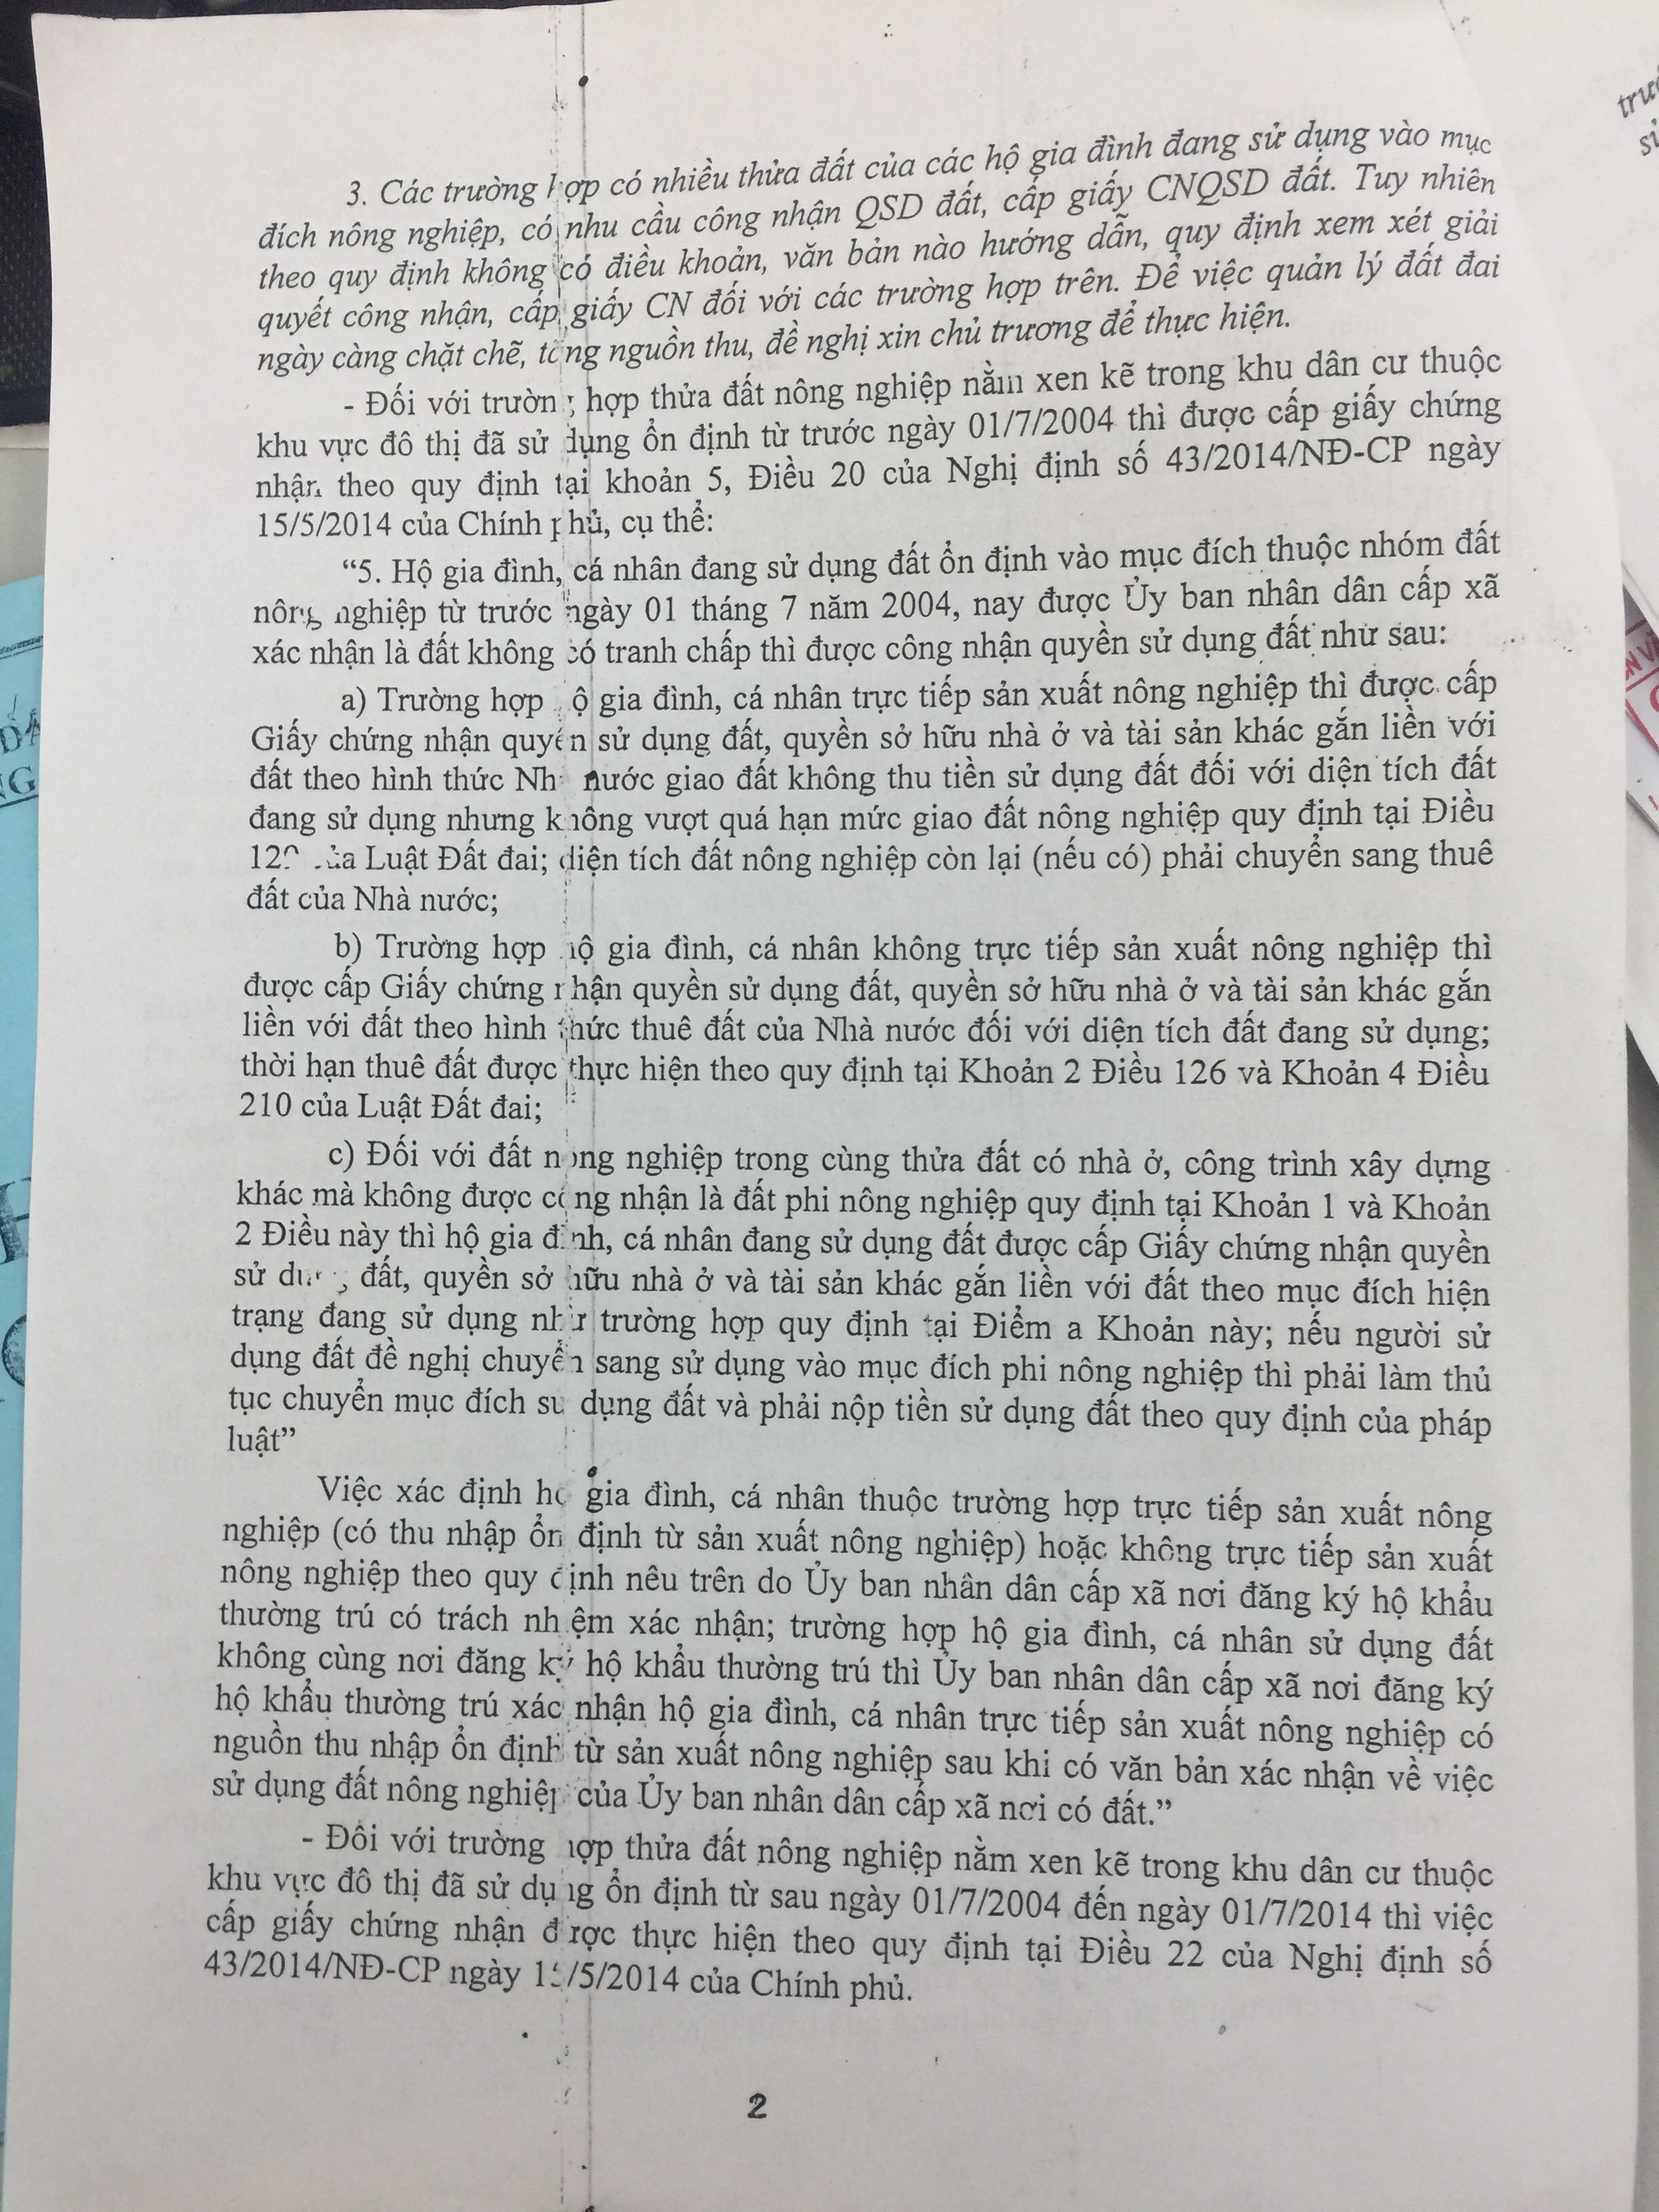 3. Các trường hợp có nhiều thửa đất của các hộ gia đình đang sử dụng vào mục
đích nông nghiệp, có nhu cầu công nhận QSD đất, cấp giấy CNQSD đất. Tuy nhiên
theo quy định không có điều khoản, văn bản nào hướng dẫn, quy định xem xét giải
quyết công nhận, cấp giấy CN đối với các trường hợp trên. Để việc quản lý đất đai
ngày càng chặt chẽ, tăng nguồn thu, đề nghị xin chủ trương để thực hiện.
- Đối với trường hợp thửa đất nông nghiệp nằm xen kẽ trong khu dân cư thuộc
khu vực đô thị đã sử dụng ổn định từ trước ngày 01/7/2004 thì được cấp giấy chứng
nhận theo quy định tại khoản 5, Điều 20 của Nghị định số 43/2014/NĐ-CP ngày
15/5/2014 của Chính phủ, cụ thể:
“5. Hộ gia đình, cá nhân đang sử dụng đất ổn định vào mục đích thuộc nhóm đất
nông nghiệp từ trước ngày 01 tháng 7 năm 2004, nay được Ủy ban nhân dân cấp xã
xác nhận là đất không có tranh chấp thì được công nhận quyền sử dụng đất như sau:
a) Trường hợp hộ gia đình, cá nhân trực tiếp sản xuất nông nghiệp thì được cấp
Giấy chứng nhận quyền sử dụng đất, quyền sở hữu nhà ở và tài sản khác gắn liền với
đất theo hình thức Nhà nước giao đất không thu tiền sử dụng đất đối với diện tích đất
đang sử dụng nhưng không vượt quá hạn mức giao đất nông nghiệp quy định tại Điều
129 của Luật Đất đai; diện tích đất nông nghiệp còn lại (nếu có) phải chuyển sang thuê
đất của Nhà nước;
b) Trường hợp hộ gia đình, cá nhân không trực tiếp sản xuất nông nghiệp thì
được cấp Giấy chứng nhận quyền sử dụng đất, quyền sở hữu nhà ở và tài sản khác gắn
liền với đất theo hình thức thuê đất của Nhà nước đối với diện tích đất đang sử dụng;
thời hạn thuê đất được thực hiện theo quy định tại Khoản 2 Điều 126 và Khoản 4 Điều
210 của Luật Đất đai;
c) Đối với đất nông nghiệp trong cùng thửa đất có nhà ở, công trình xây dựng
khác mà không được công nhận là đất phi nông nghiệp quy định tại Khoản 1 và Khoản
2 Điều này thì hộ gia đình, cá nhân đang sử dụng đất được cấp Giấy chứng nhận quyền
sử dụng đất, quyền sở hữu nhà ở và tài sản khác gắn liền với đất theo mục đích hiện
trạng đang sử dụng như trường hợp quy định tại Điểm a Khoản này; nếu người sử
dụng đất đề nghị chuyển sang sử dụng vào mục đích phi nông nghiệp thì phải làm thủ
tục chuyển mục đích sử dụng đất và phải nộp tiền sử dụng đất theo quy định của pháp
luật”
Việc xác định hộ gia đình, cá nhân thuộc trường hợp trực tiếp sản xuất nông
nghiệp (có thu nhập ổn định từ sản xuất nông nghiệp) hoặc không trực tiếp sản xuất
nông nghiệp theo quy định nêu trên do Ủy ban nhân dân cấp xã nơi đăng ký hộ khẩu
thường trú có trách nhiệm xác nhận; trường hợp hộ gia đình, cá nhân sử dụng đất
không cùng nơi đăng ký hộ khẩu thường trú thì Ủy ban nhân dân cấp xã nơi đăng ký
hộ khẩu thường trú xác nhận hộ gia đình, cá nhân trực tiếp sản xuất nông nghiệp có
nguồn thu nhập ổn định từ sản xuất nông nghiệp sau khi có văn bản xác nhận về việc
sử dụng đất nông nghiệp của Ủy ban nhân dân cấp xã nơi có đất.”
- Đối với trường hợp thửa đất nông nghiệp nằm xen kẽ trong khu dân cư thuộc
khu vực đô thị đã sử dụng ổn định từ sau ngày 01/7/2004 đến ngày 01/7/2014 thì việc
cấp giấy chứng nhận được thực hiện theo quy định tại Điều 22 của Nghị định số
43/2014/NĐ-CP ngày 15/5/2014 của Chính phủ.
2